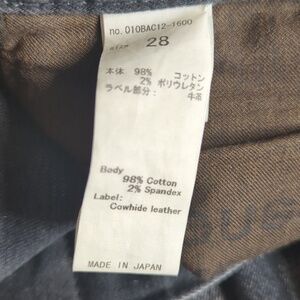 no. 010BAC12-1600
size
28
本体 98% コットン
2% ポリウレタン
ラベル部分: 牛革
Body
98% Cotton
2% Spandex
Label:
Cowhide leather
MADE IN JAPAN